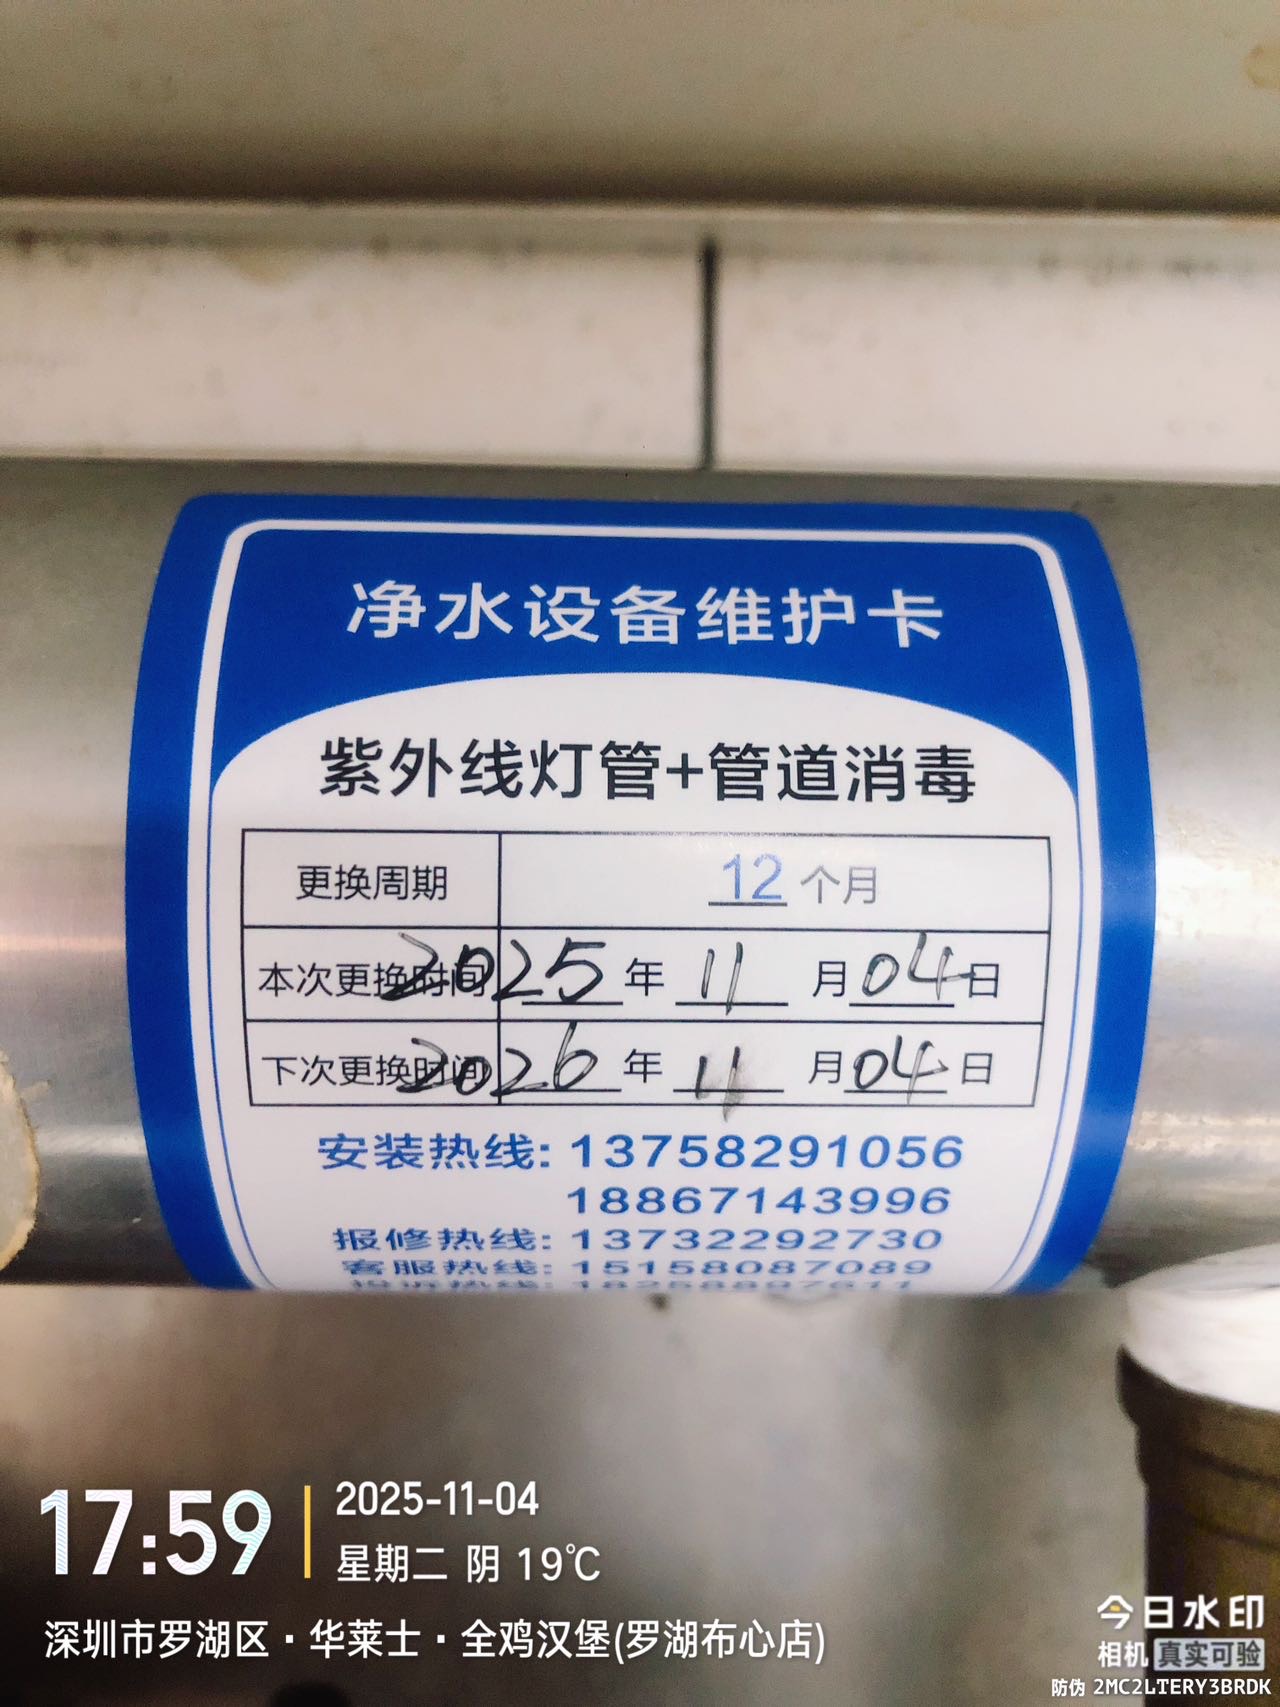 净水设备维护卡
紫外线灯管+管道消毒
更换周期 12 个月
本次更换时间 2025 年 11 月 04 日
下次更换时间 2026 年 11 月 04 日
安装热线: 13758291056
18867143996
报修热线: 13732292730
客服热线: 15158087089
投诉热线:
17:59
2025-11-04
星期二 阴 19℃
深圳市罗湖区·华莱士·全鸡汉堡(罗湖布心店)
今日水印
相机 真实可验
防伪 2MC2LTERY3BRDK